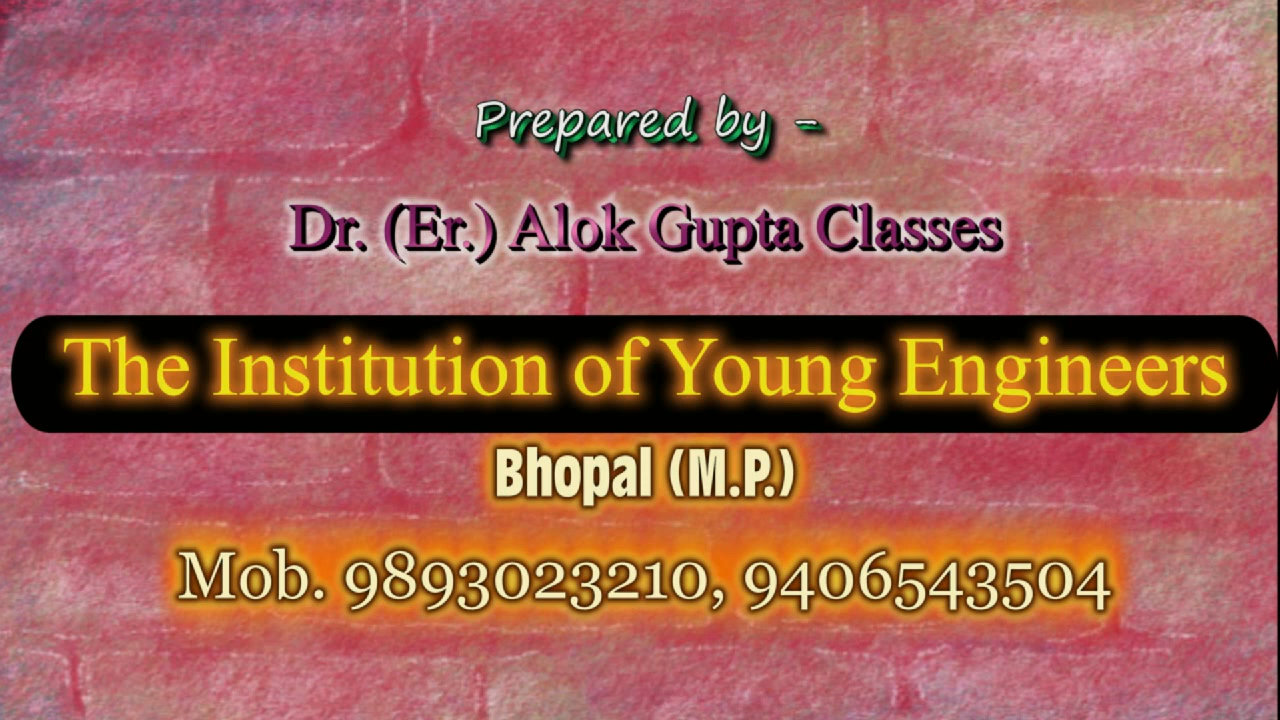 Prepared by -
Dr. (Er.) Alok Gupta Classes
The Institution of Young Engineers
Bhopal (M.P.)
Mob. 9893023210, 9406543504